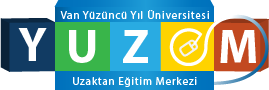 Van Yüzüncü Yıl Üniversitesi
YUZEM
Uzaktan Eğitim Merkezi